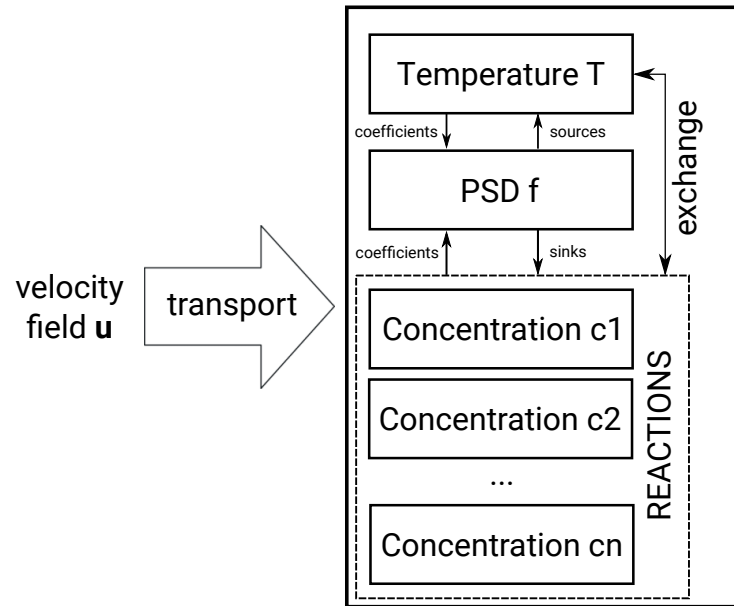 Temperature T
coefficients
sources
exchange
PSD f
coefficients
sinks
velocity
field u
transport
Concentration c1
Concentration c2
...
Concentration cn
REACTIONS